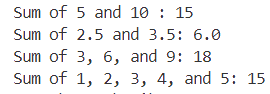 Sum of 5 and 10 : 15
Sum of 2.5 and 3.5: 6.0
Sum of 3, 6, and 9: 18
Sum of 1, 2, 3, 4, and 5: 15